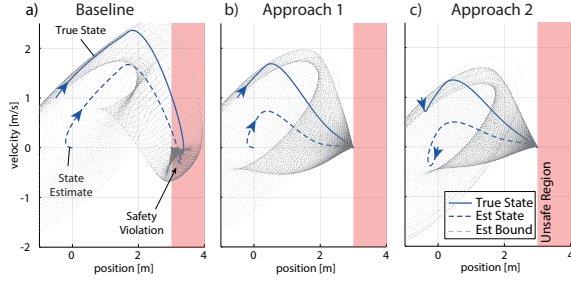 a) Baseline b) Approach 1 c) Approach 2
True State
2
1
0
-1
-2
velocity [m/s]
State
Estimate
Safety
Violation
True State
Est State
Est Bound
Unsafe Region
0 2 4 0 2 4 0 2 4
position [m] position [m] position [m]